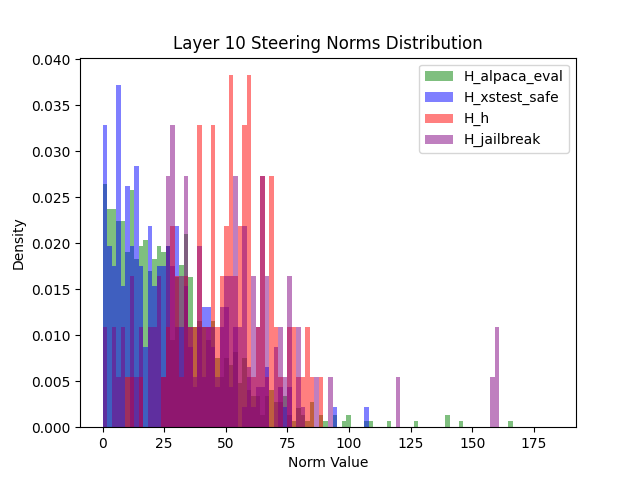 Layer 10 Steering Norms Distribution
H_alpaca_eval
H_xstest_safe
H_h
H_jailbreak
0.040
0.035
0.030
0.025
0.020
0.015
0.010
0.005
0.000
Density
0 25 50 75 100 125 150 175
Norm Value